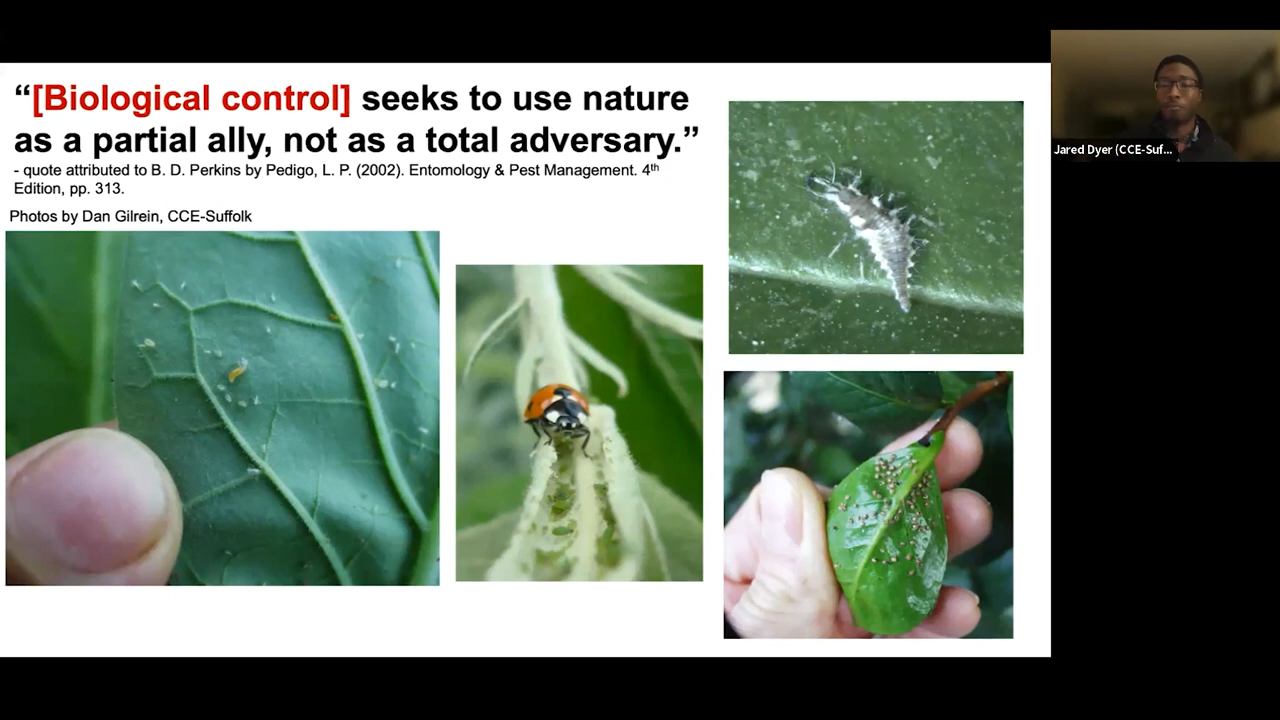 “[Biological control] seeks to use nature
as a partial ally, not as a total adversary.”
- quote attributed to B. D. Perkins by Pedigo, L. P. (2002). Entomology & Pest Management. 4th
Edition, pp. 313.
Photos by Dan Gilrein, CCE-Suffolk
Jared Dyer (CCE-Suf...